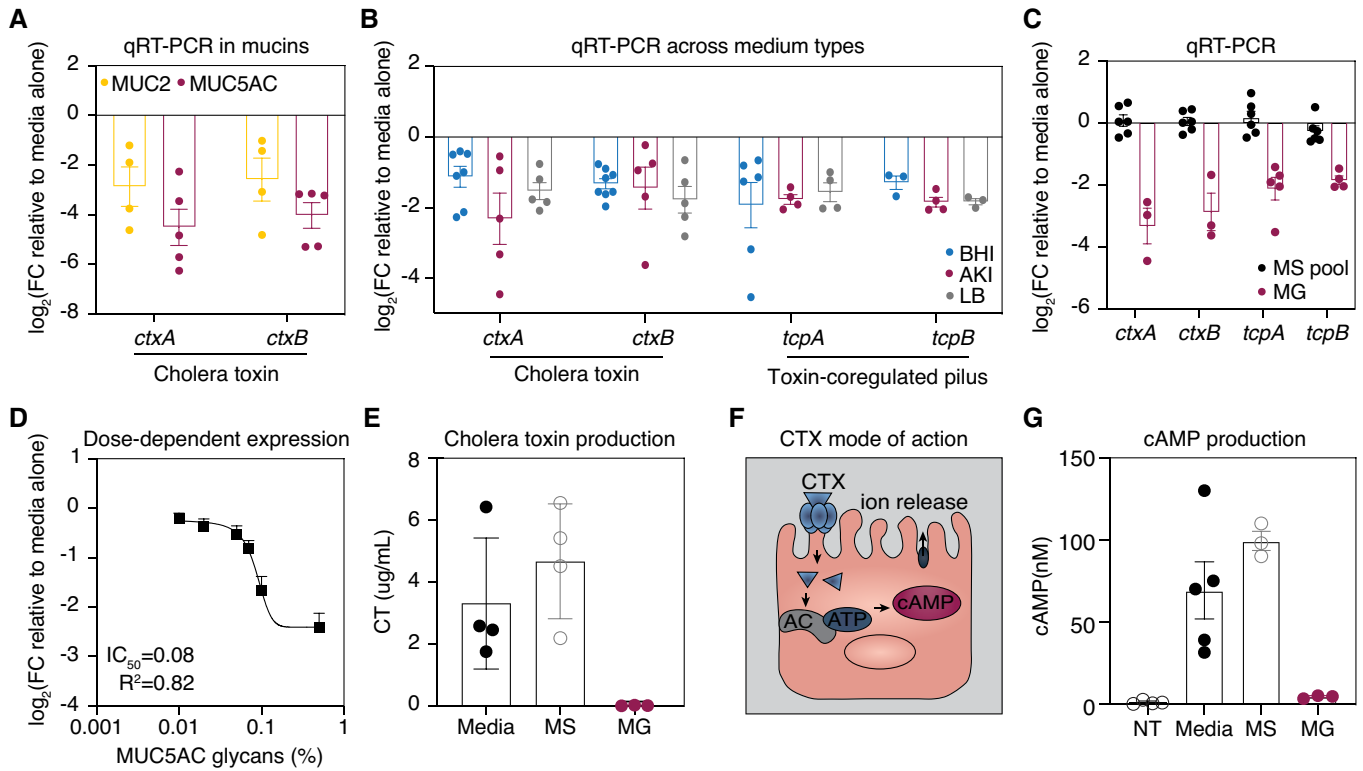 A
qRT-PCR in mucins
log2(FC relative to media alone)
2
0
-2
-4
-6
-8
MUC2 MUC5AC
ctxA ctxB
Cholera toxin
B
qRT-PCR across medium types
log2(FC relative to media alone)
2
0
-2
-4
BHI
AKI
LB
ctxA ctxB tcpA tcpB
Cholera toxin Toxin-coregulated pilus
C
qRT-PCR
log2(FC relative to media alone)
2
0
-2
-4
-6
MS pool
MG
ctxA ctxB tcpA tcpB
D
Dose-dependent expression
log2(FC relative to media alone)
1
0
-1
-2
-3
-4
IC50=0.08
R2=0.82
0.001 0.01 0.1 1
MUC5AC glycans (%)
E
Cholera toxin production
CT (ug/mL)
8
6
4
2
0
Media MS MG
F
CTX mode of action
CTX
ion release
AC ATP cAMP
G
cAMP production
cAMP(nM)
150
100
50
0
NT Media MS MG